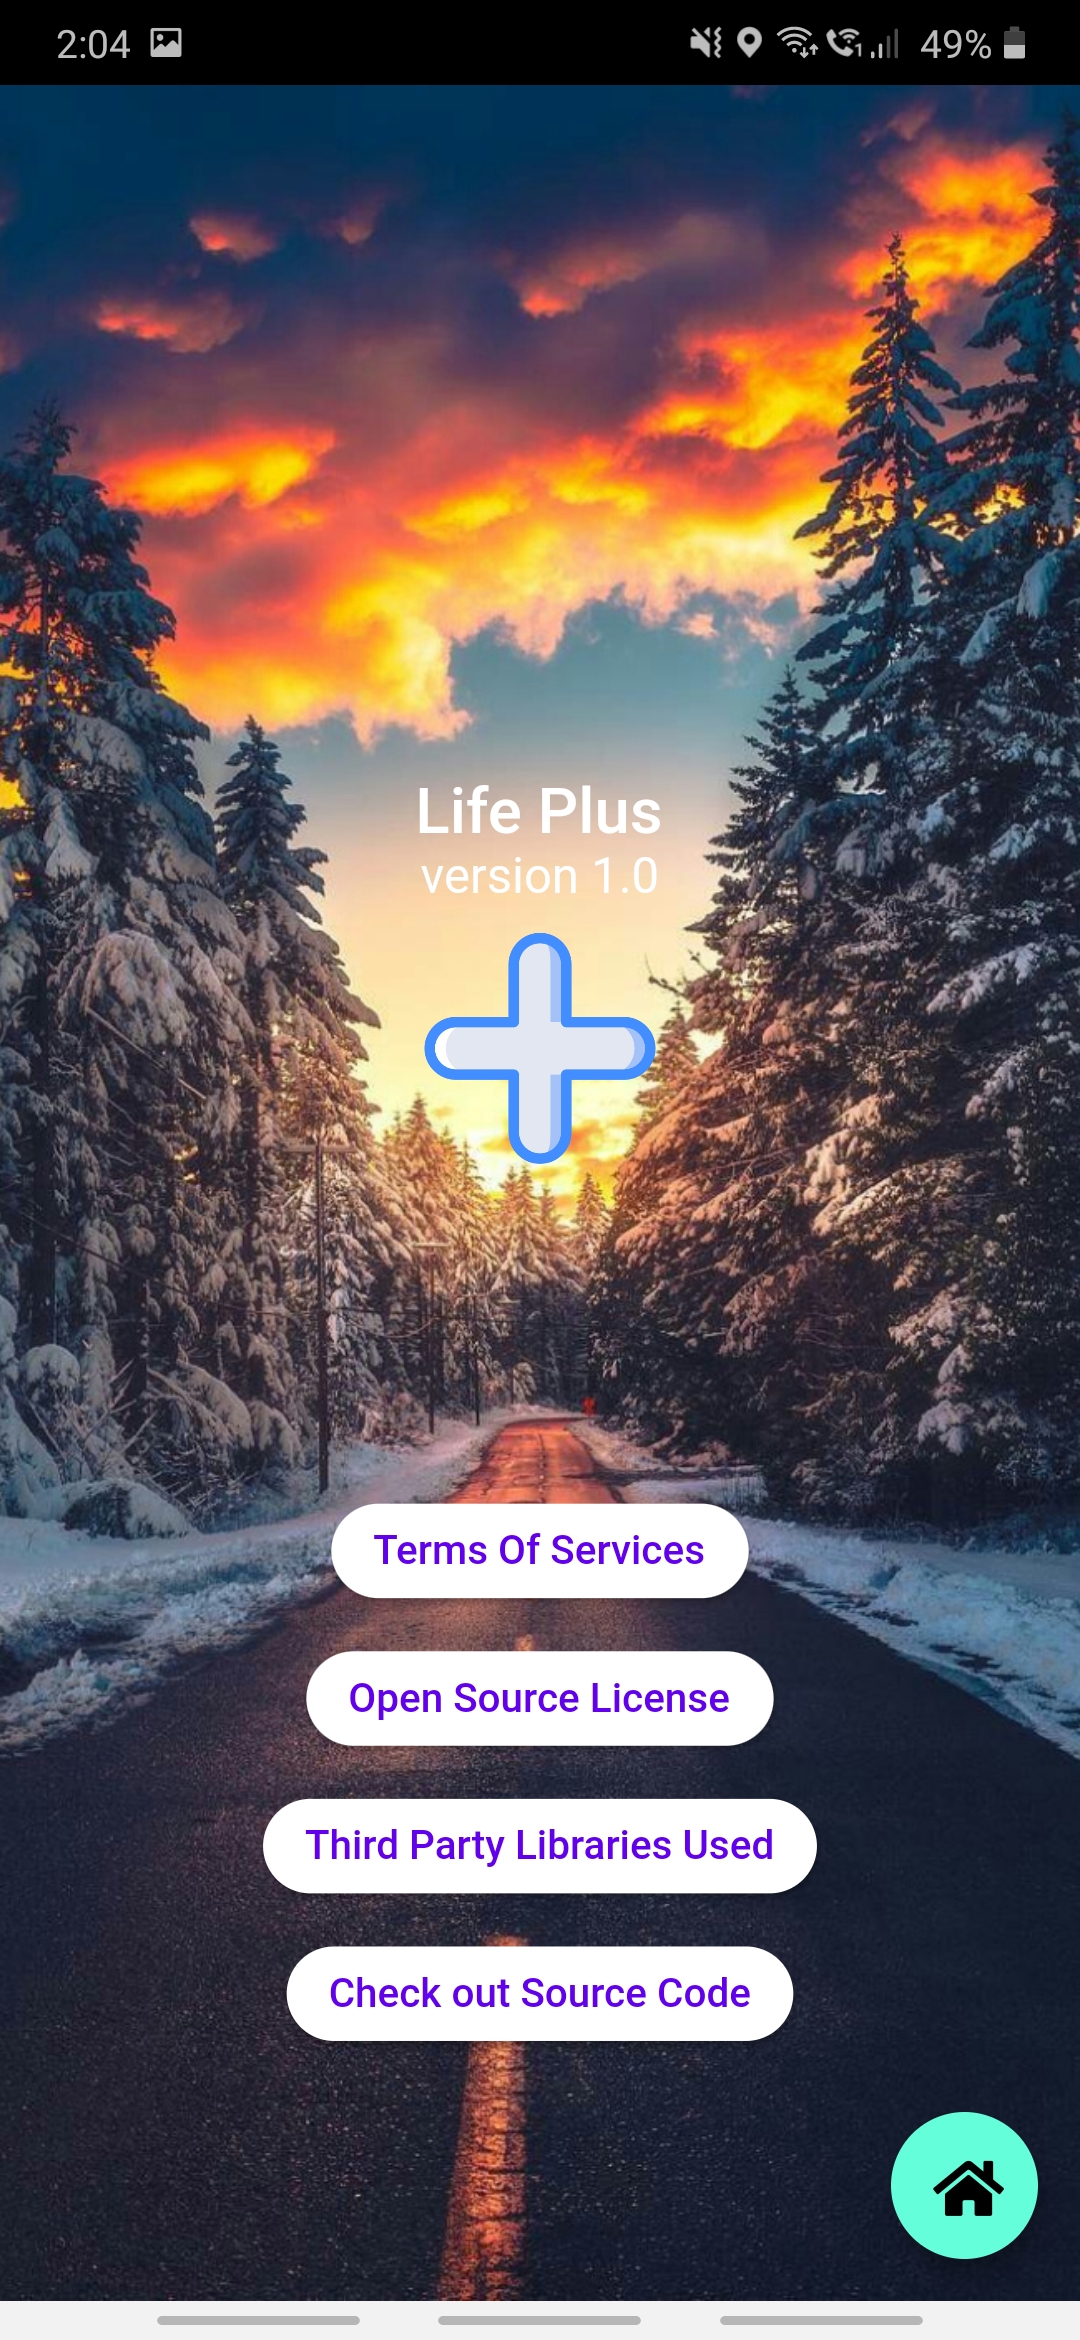 2:04 49%
Life Plus
version 1.0
Terms Of Services
Open Source License
Third Party Libraries Used
Check out Source Code